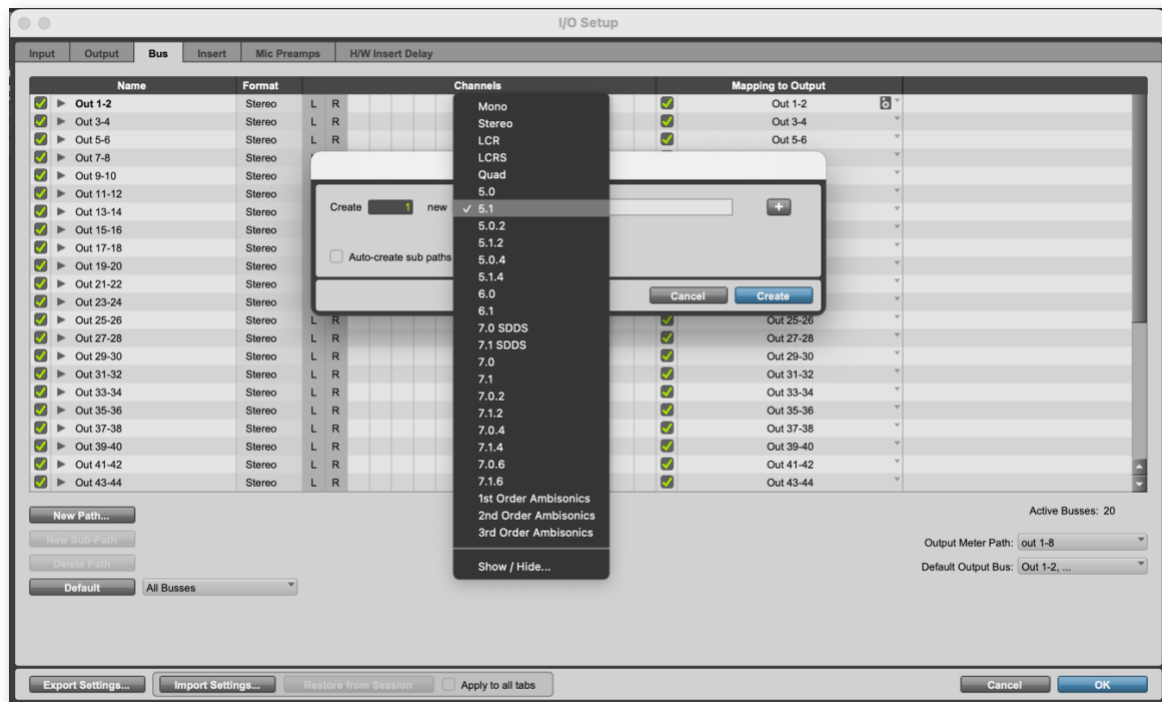 I/O Setup
Input Output Bus Insert Mic Preamps H/W Insert Delay
Name Format Channels Mapping to Output
Out 1-2 Stereo L R Mono Out 1-2
Out 3-4 Stereo L R Stereo Out 3-4
Out 5-6 Stereo L R LCR Out 5-6
Out 7-8 Stereo LCRS
Out 9-10 Stereo Quad
Out 11-12 Stereo 5.0
Out 13-14 Stereo Create 1 new 5.1 +
Out 15-16 Stereo 5.0.2
Out 17-18 Stereo 5.1.2
Out 19-20 Stereo Auto-create sub paths 5.0.4
Out 21-22 Stereo 5.1.4
Out 23-24 Stereo 6.0 Cancel Create
Out 25-26 Stereo L R 6.1 Out 25-26
Out 27-28 Stereo L R 7.0 SDDS Out 27-28
Out 29-30 Stereo L R 7.1 SDDS Out 29-30
Out 31-32 Stereo L R 7.0 Out 31-32
Out 33-34 Stereo L R 7.1 Out 33-34
Out 35-36 Stereo L R 7.0.2 Out 35-36
Out 37-38 Stereo L R 7.1.2 Out 37-38
7.0.4
Out 39-40 Stereo L R 7.1.4 Out 39-40
Out 41-42 Stereo L R 7.0.6 Out 41-42
Out 43-44 Stereo L R 7.1.6 Out 43-44
1st Order Ambisonics
New Path... 2nd Order Ambisonics Active Busses: 20
New Sub-Path 3rd Order Ambisonics Output Meter Path: out 1-8
Delete Path Show / Hide... Default Output Bus: Out 1-2, ...
Default All Busses
Export Settings... Import Settings... Restore from Session Apply to all tabs Cancel OK